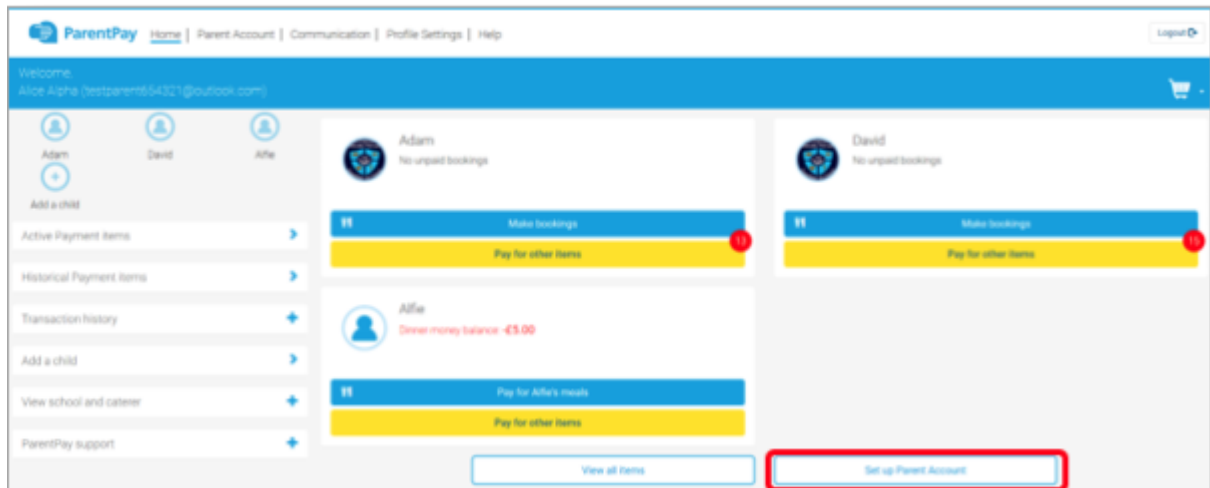 ParentPay Home | Parent Account | Communication | Profile Settings | Help
Logout
Welcome,
Alice Alpha (testparent654321@outlook.com)
Adam David Alfie
Add a child
Active Payment items
Historical Payment items
Transaction history
Add a child
View school and caterer
ParentPay support
Adam
No unpaid bookings
Make bookings
13
Pay for other items
David
No unpaid bookings
Make bookings
15
Pay for other items
Alfie
Dinner money balance: -£5.00
Pay for Alfie's meals
Pay for other items
View all items
Set up Parent Account